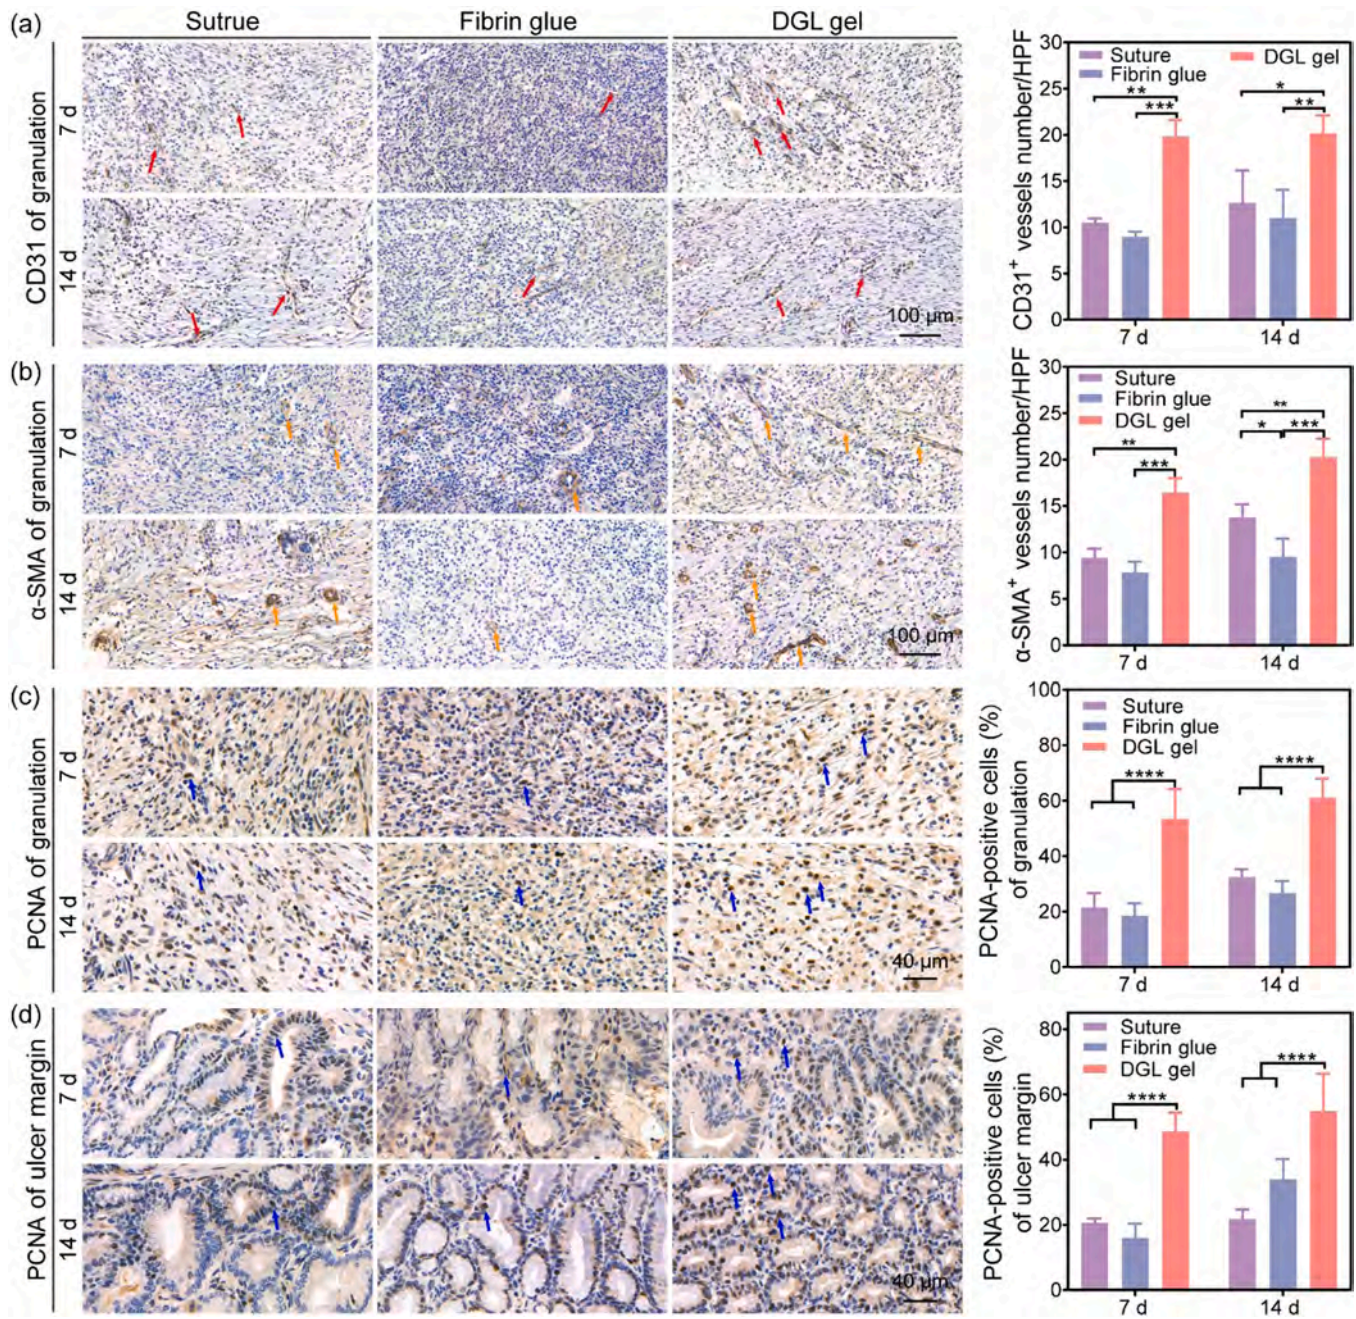 (a)
Sutrue
Fibrin glue
DGL gel
CD31 of granulation
7 d
14 d
100 μm
CD31+ vessels number/HPF
30
25
20
15
10
5
0
Suture
Fibrin glue
DGL gel
**
***
*
**
7 d
14 d
(b)
α-SMA of granulation
7 d
14 d
100 μm
α-SMA+ vessels number/HPF
30
25
20
15
10
5
0
Suture
Fibrin glue
DGL gel
**
***
**
*
***
7 d
14 d
(c)
PCNA of granulation
7 d
14 d
40 μm
PCNA-positive cells (%)
of granulation
100
80
60
40
20
0
Suture
Fibrin glue
DGL gel
****
****
7 d
14 d
(d)
PCNA of ulcer margin
7 d
14 d
40 μm
PCNA-positive cells (%)
of ulcer margin
80
60
40
20
0
Suture
Fibrin glue
DGL gel
****
****
7 d
14 d